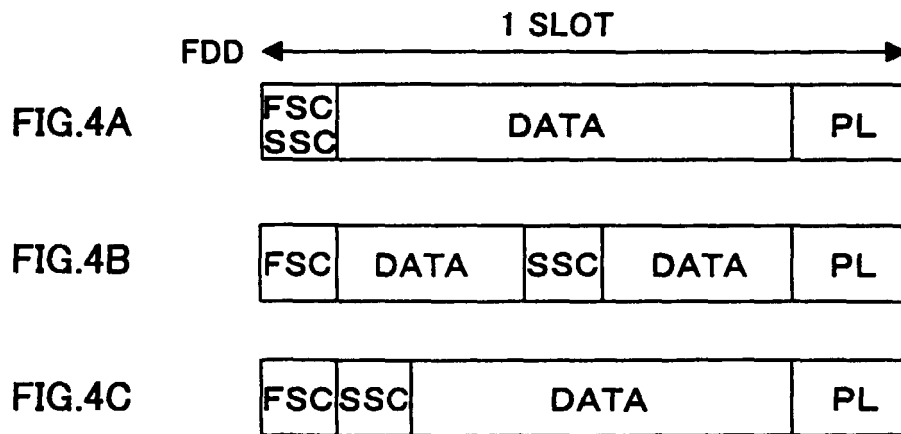 1 SLOT
FDD
FIG.4A
FSC
SSC
DATA
PL
FIG.4B
FSC DATA SSC DATA PL
FIG.4C
FSC SSC DATA PL